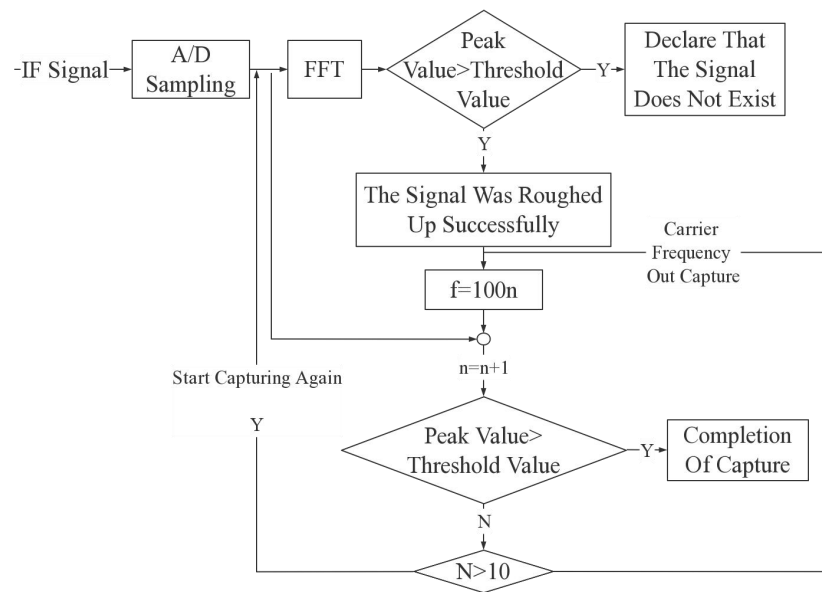 IF Signal
A/D
Sampling
FFT
Peak
Value>Threshold
Value
Y
Declare That
The Signal
Does Not Exist
Y
The Signal Was Roughed
Up Successfully
Carrier
Frequency
Out Capture
f=100n
n=n+1
Start Capturing Again
Y
Peak Value>
Threshold Value
Y
Completion
Of Capture
N
N>10